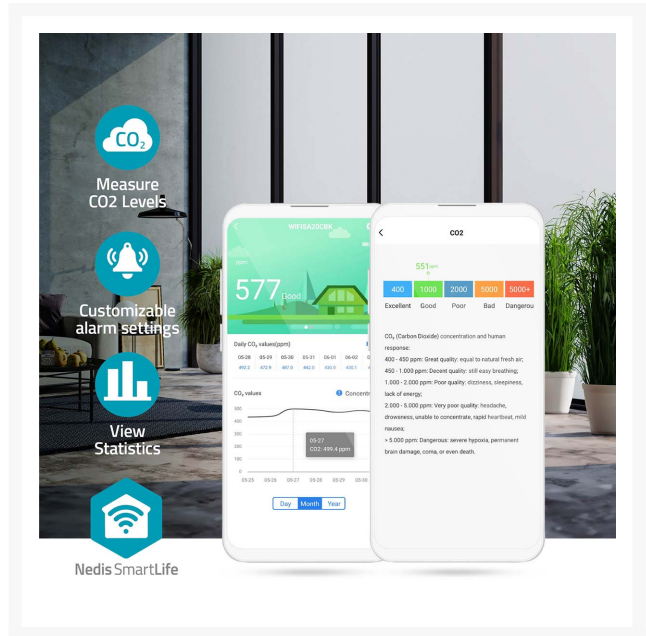 CO₂
Measure
CO2 Levels
Customizable
alarm settings
View
Statistics
Nedis SmartLife
WIFISA20CBK
ppm
577 Good
Daily CO₂ values(ppm)
05-28 05-29 05-30 05-31 06-01 06-02
CO₂ values
Concentr
500
400
300
200
100
0
05-27
CO2: 499.4 ppm
05-25 05-26 05-27 05-28 05-29 05-30
Day Month Year
CO2
551 ppm
400 1000 2000 5000 5000+
Excellent Good Poor Bad Dangerou
CO₂ (Carbon Dioxide) concentration and human
response:
400 - 450 ppm: Great quality: equal to natural fresh air;
450 - 1.000 ppm: Decent quality: still easy breathing;
1.000 - 2.000 ppm: Poor quality: dizziness, sleepiness,
lack of energy;
2.000 - 5.000 ppm: Very poor quality: headache,
drowsness, unable to concentrate, rapid heartbeat, mild
nausea;
> 5.000 ppm: Dangerous: severe hypoxia, permanent
brain damage, coma, or even death.